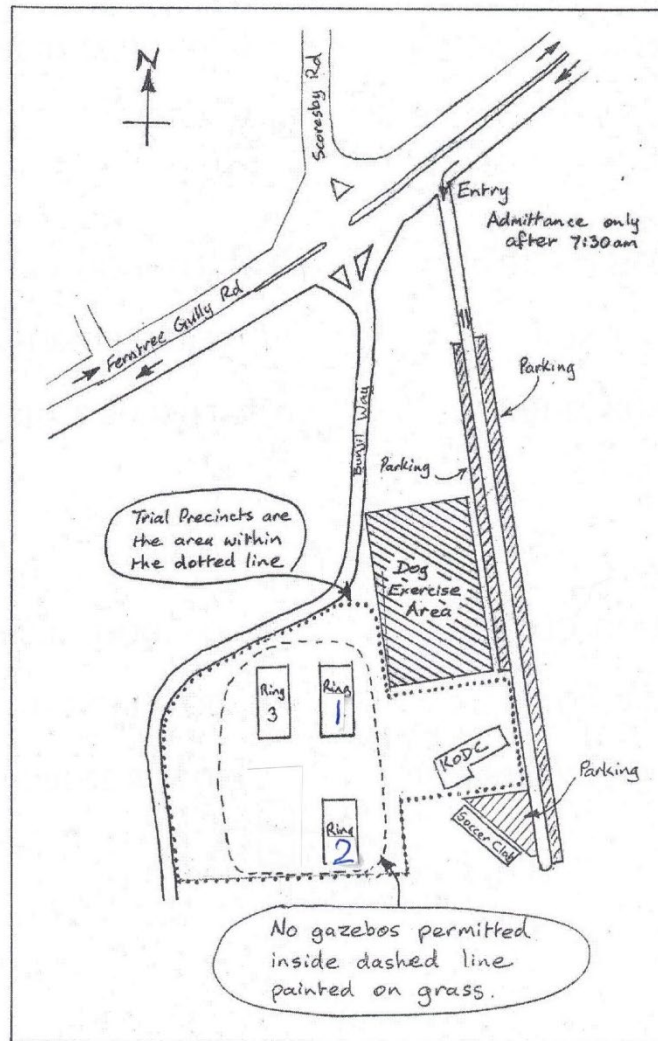 N
Scoresby Rd
Entry
Admittance only
after 7:30am
Ferntree Gully Rd
Parking
Bunjil Way
Parking
Trial Precincts are
the area within
the dotted line
Dog
Exercise
Area
Ring
3
Ring
1
KODC
Parking
Ring
2
Soccer Club
No gazebos permitted
inside dashed line
painted on grass.